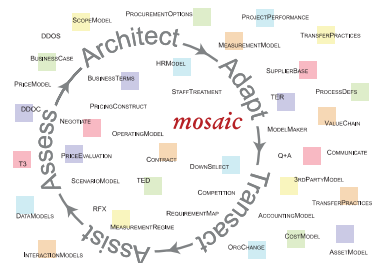 PROCUREMENTOPTIONS
SCOPEMODEL
PROJECTPERFORMANCE
DDOS
TRANSFERPRACTICES
MEASUREMENTMODEL
BUSINESSCASE
Architect
HRMODEL
SUPPLIERBASE
BUSINESSTERMS
PRICEMODEL
STAFFTREATMENT
Adapt
PROCESSDEFS
TER
DDOC
PRICINGCONSTRUCT
VALUECHAIN
NEGOTIATE
mosaic
MODELMAKER
OPERATINGMODEL
Assess
PRICEEVALUATION
CONTRACT
Q+A
COMMUNICATE
T3
DOWNSELECT
SCENARIOMODEL
TED
3RDPARTYMODEL
COMPETITION
Transact
TRANSFERPRACTICES
RFX
DATAMODELS
REQUIREMENTMAP
ACCOUNTINGMODEL
MEASUREMENTREGIME
Assist
ORGCHANGE
COSTMODEL
INTERACTIONMODELS
ASSETMODEL